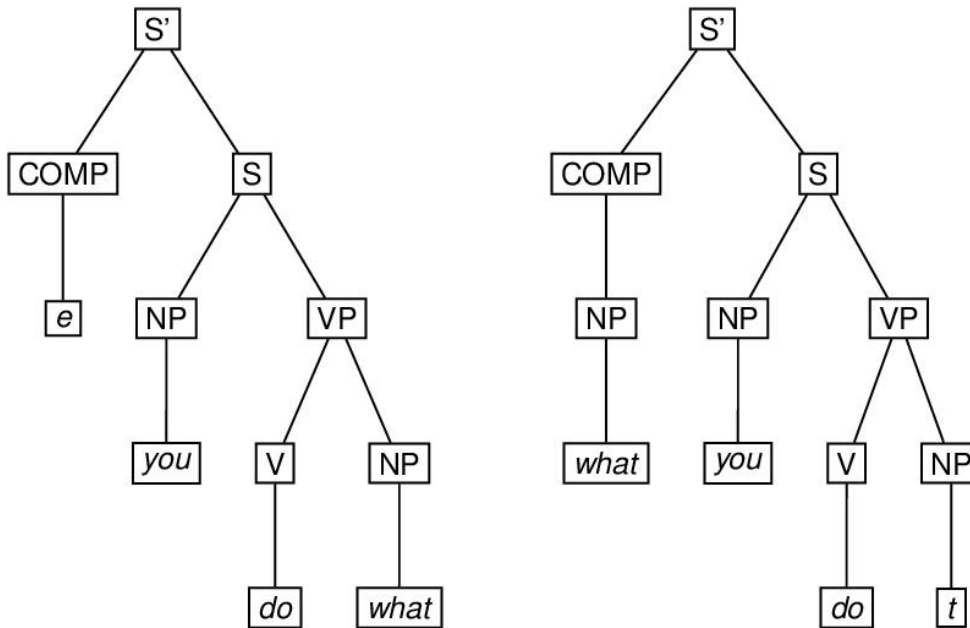 S’ S’
COMP S COMP S
e NP VP NP NP VP
you V NP what you V NP
do what do t